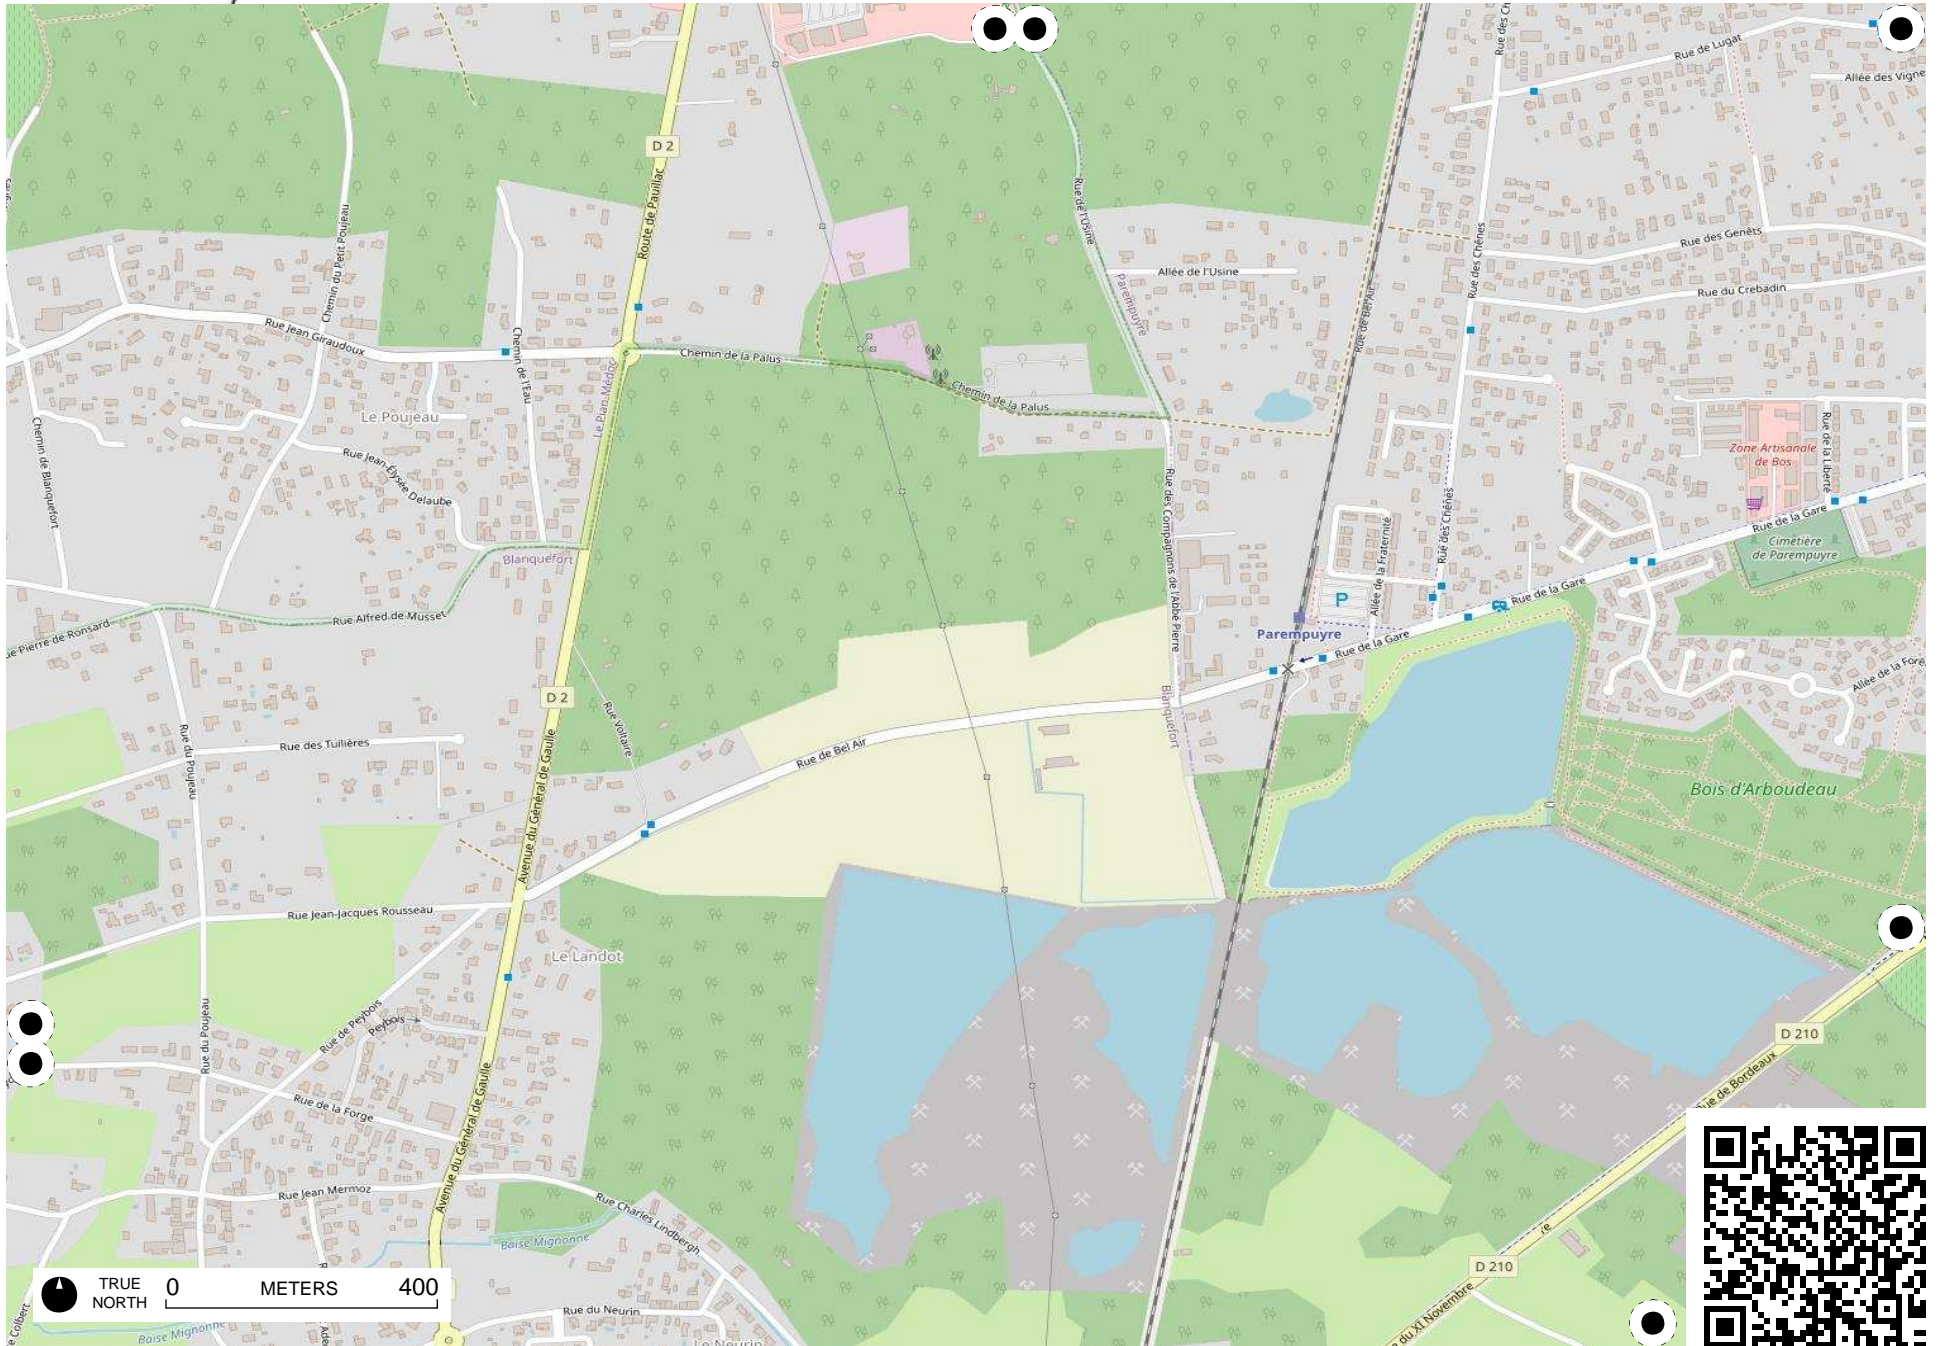 Rue de Lugat
Allée des Vigne
D 2
Route de Pauillac
Rue de l'Usine
Chemin du Petit Poujeau
Rue des Chênes
Rue des Genêts
Allée de l'Usine
Parempuyre
Rue du Crebadin
Rue de Bel Air
Rue Jean Giraudoux
Chemin de l'Eau
Chemin de la Palus
Le Pian-Médoc
Chemin de la Palus
Le Poujeau
Chemin de Blanquefort
Rue Jean-Élysée Delaube
Zone Artisanale
de Bos
Rue de la Liberté
Rue de la Gare
Rue des Compagnons de l'Abbé Pierre
Rue des Chênes
Allée de la Fraternité
Cimetière
de Parempuyre
Blanquefort
Rue Alfred de Musset
ue Pierre de Ronsard
P
Rue de la Gare
Parempuyre
Rue de la Gare
Allée de la Forê
D 2
Rue Voltaire
Blanquefort
Rue des Tuilières
Rue du Poujeau
Rue de Bel Air
Avenue du Général de Gaulle
Bois d'Arboudeau
Rue Jean-Jacques Rousseau
Le Landot
Rue de Peybois
Peybois
Rue du Poujeau
D 210
Rue de Bordeaux
Rue de la Forge
Avenue du Général de Gaulle
Rue Jean Mermoz
Rue Charles Lindbergh
Baise Mignonne
D 210
re
TRUE
NORTH
0 METERS 400
Rue du Neurin
du XI Novembre
e Colbert
Baise Mignonne
Le Neurin